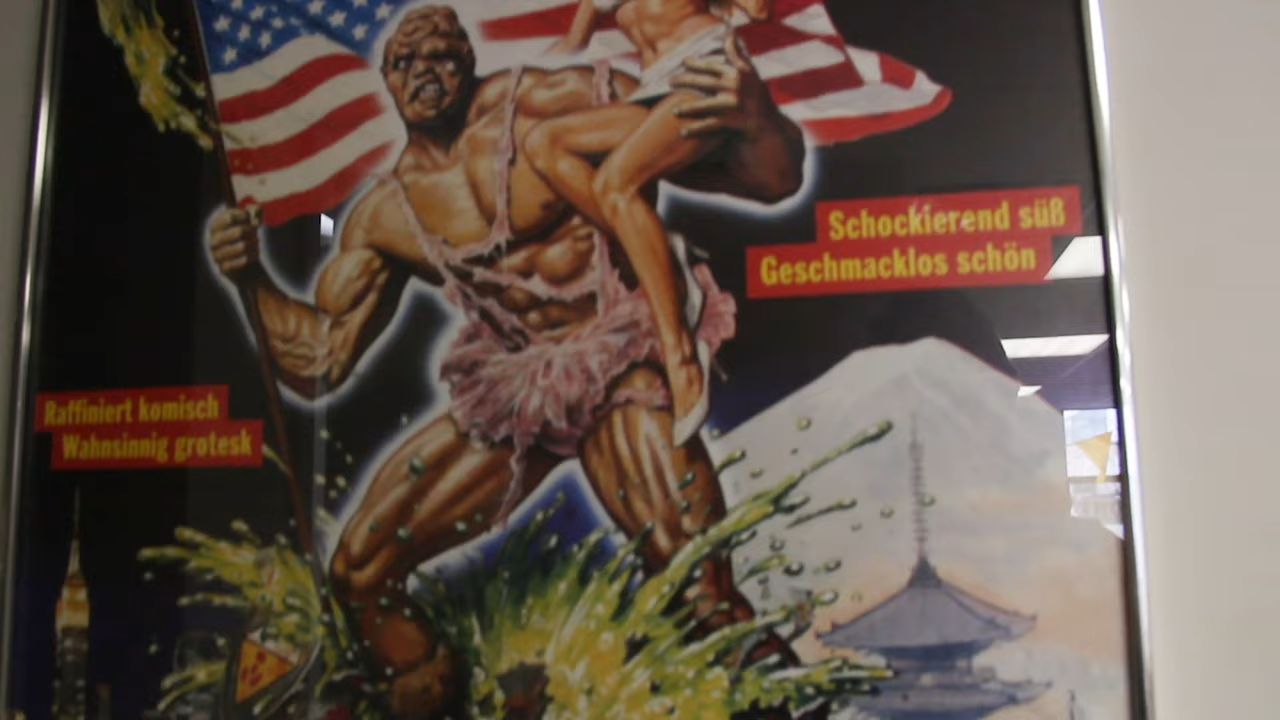 Schockierend süß
Geschmacklos schön
Raffiniert komisch
Wahnsinnig grotesk